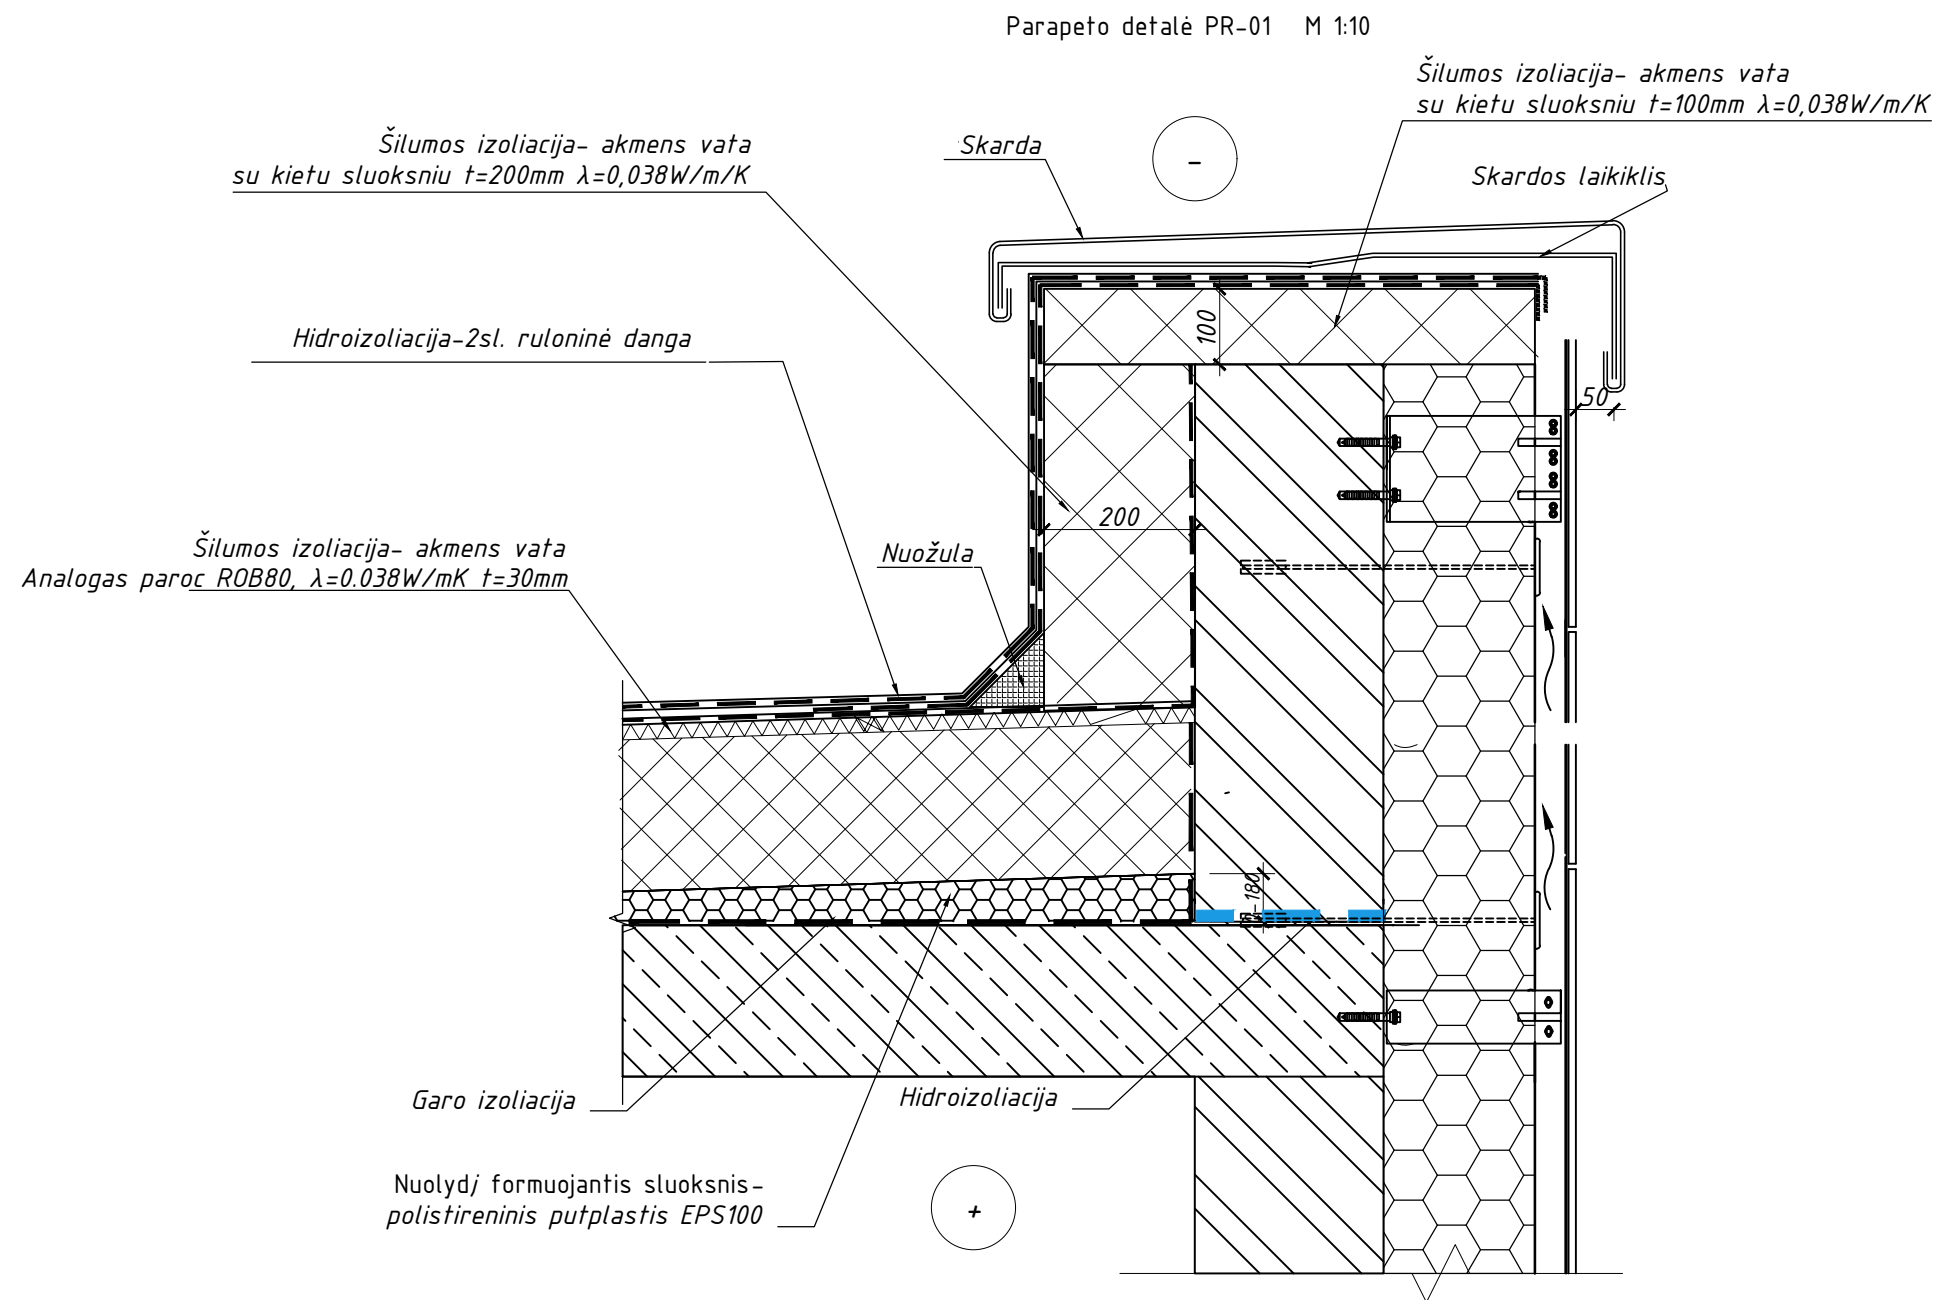 Parapeto detalė PR-01 M 1:10
Šilumos izoliacija- akmens vata
su kietu sluoksniu t=100mm λ=0,038W/m/K
Šilumos izoliacija- akmens vata
su kietu sluoksniu t=200mm λ=0,038W/m/K
Skarda
-
Skardos laikiklis
Hidroizoliacija-2sl. ruloninė danga
100
50
200
Šilumos izoliacija- akmens vata
Analogas paroc ROB80, λ=0.038W/mK t=30mm
Nuožula
Garo izoliacija
Hidroizoliacija
Nuolydį formuojantis sluoksnis-
polistireninis putplastis EPS100
+